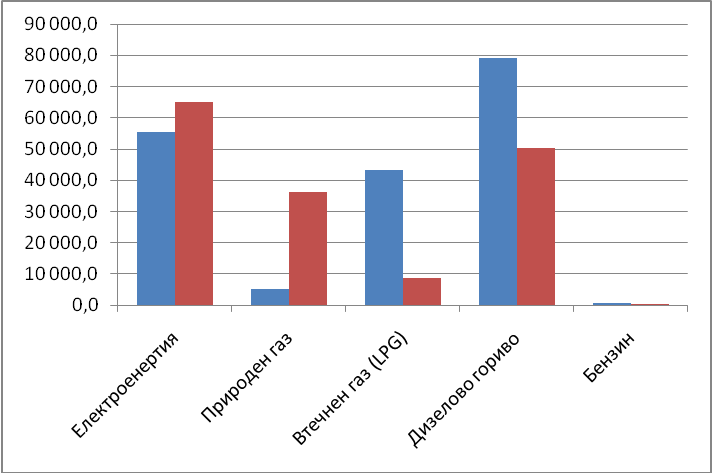 90 000,0
80 000,0
70 000,0
60 000,0
50 000,0
40 000,0
30 000,0
20 000,0
10 000,0
0,0
Електроенертия
Природен газ
Втечнен газ (LPG)
Дизелово гориво
Бензин